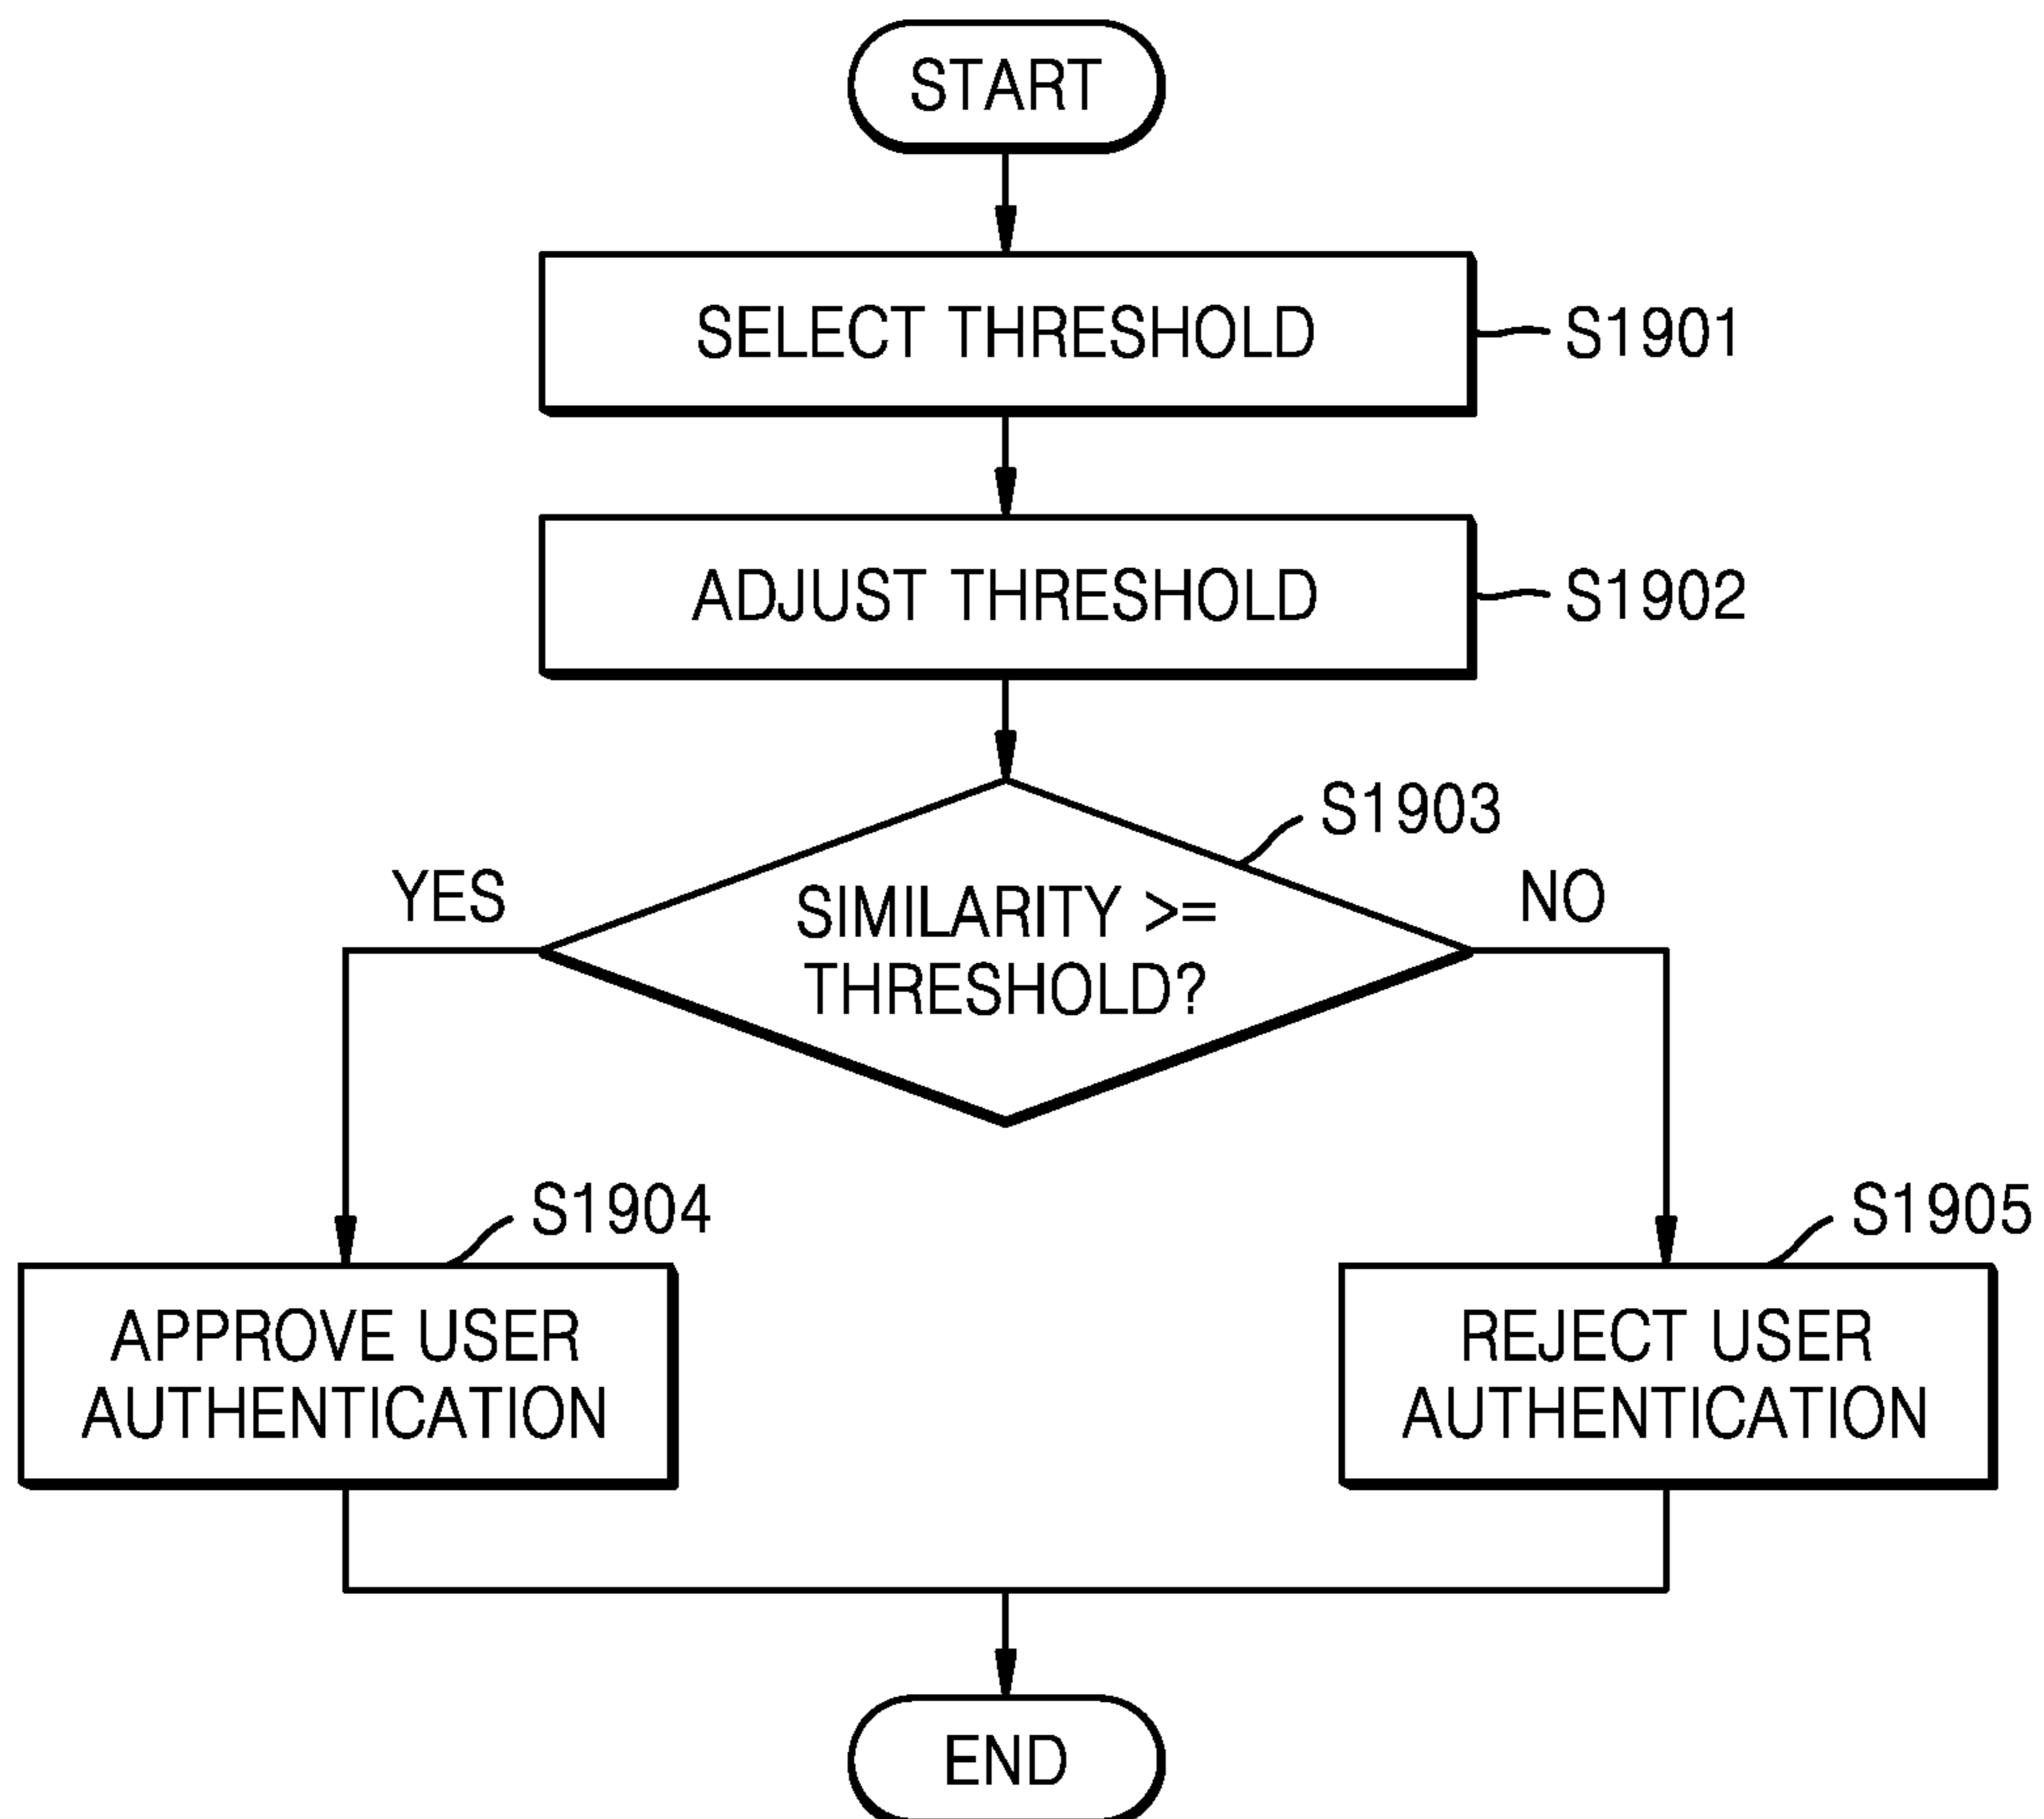 START
SELECT THRESHOLD
S1901
ADJUST THRESHOLD
S1902
S1903
YES
SIMILARITY >=
THRESHOLD?
NO
S1904
APPROVE USER
AUTHENTICATION
S1905
REJECT USER
AUTHENTICATION
END